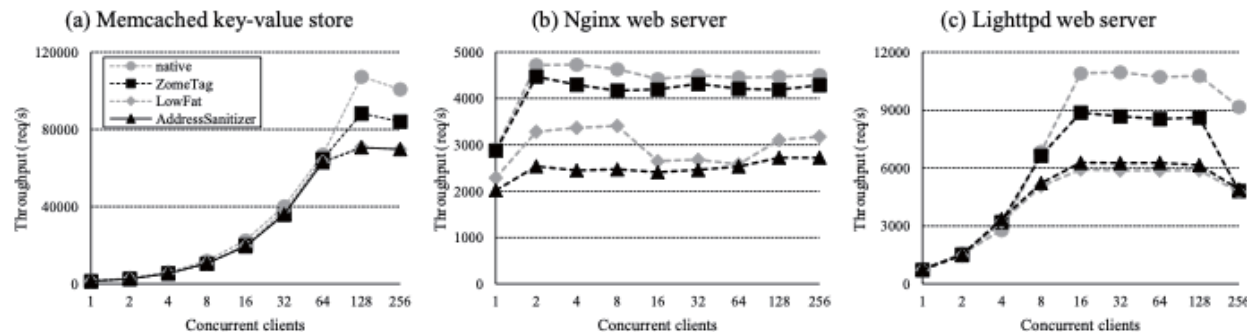 (a) Memcached key-value store
120000
80000
40000
0
Throughput (req/s)
native
ZomeTag
LowFat
AddressSanitizer
1 2 4 8 16 32 64 128 256
Concurrent clients
(b) Nginx web server
5000
4000
3000
2000
1000
0
Throughput (req/s)
1 2 4 8 16 32 64 128 256
Concurrent clients
(c) Lighttpd web server
12000
9000
6000
3000
0
Throughput (req/s)
1 2 4 8 16 32 64 128 256
Concurrent clients